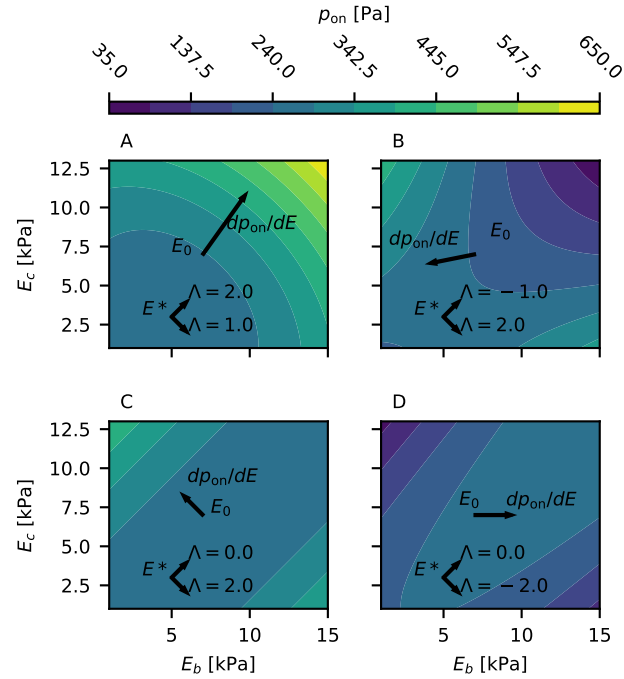 p_on [Pa]
35.0 137.5 240.0 342.5 445.0 547.5 650.0
A B
12.5
10.0
7.5
5.0
2.5
E_c [kPa]
E_0
dp_on/dE
E*
Λ = 2.0
Λ = 1.0
dp_on/dE
E_0
E*
Λ = −1.0
Λ = 2.0
C D
12.5
10.0
7.5
5.0
2.5
E_c [kPa]
dp_on/dE
E_0
E*
Λ = 0.0
Λ = 2.0
E_0 dp_on/dE
E*
Λ = 0.0
Λ = −2.0
5 10 15 5 10 15
E_b [kPa] E_b [kPa]